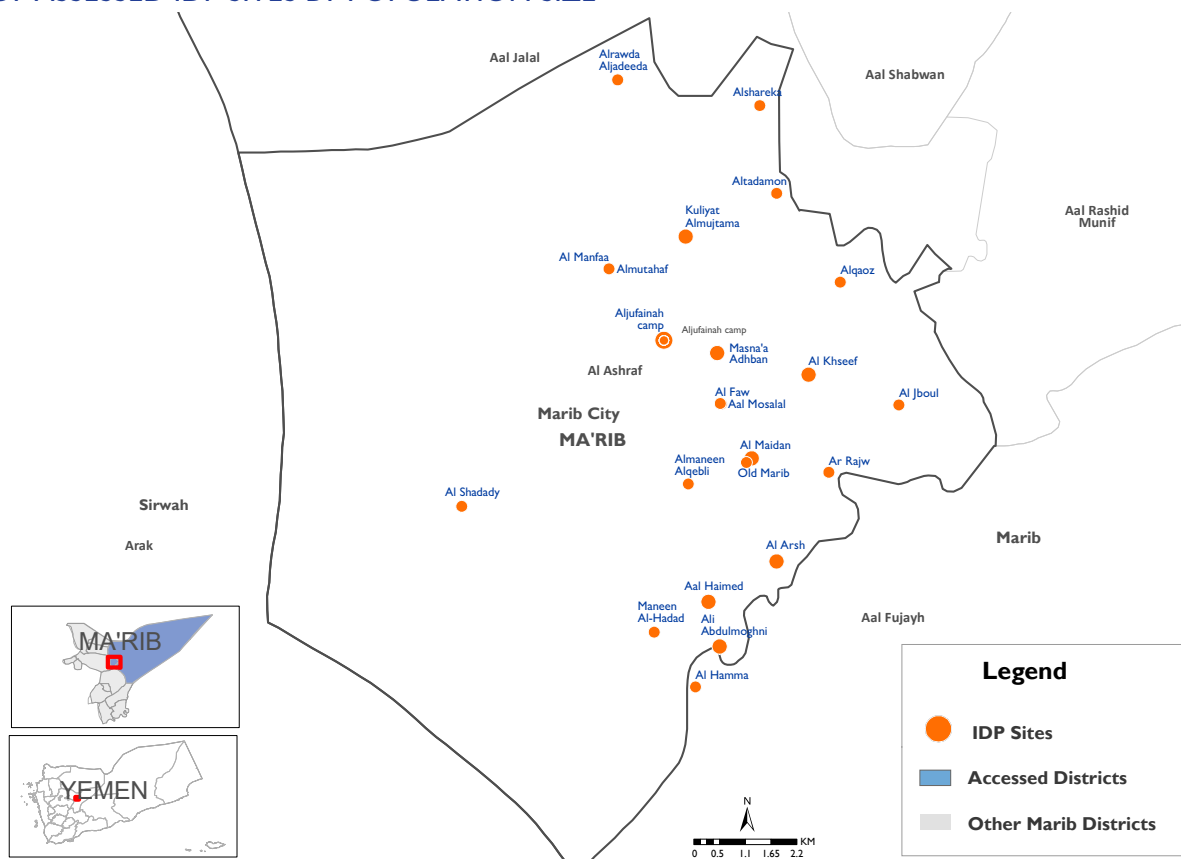 Aal Jalal
Alrawda
Aljadeeda
Aal Shabwan
Alshareka
Altadamon
Kuliyat
Almujtama
Aal Rashid
Munif
Al Manfaa
Almutahaf
Alqaoz
Aljufainah
camp
Aljufainah camp
Masna'a
Adhban
Al Ashraf
Al Khseef
Al Faw
Aal Mosalal
Al Jboul
Marib City
MA'RIB
Al Maidan
Old Marib
Almaneen
Alqebli
Ar Rajw
Al Shadady
Sirwah
Arak
Marib
Al Arsh
Aal Haimed
Maneen
Al-Hadad
Ali
Abdulmoghni
Aal Fujayh
Al Hamma
MA'RIB
YEMEN
Legend
IDP Sites
Accessed Districts
Other Marib Districts
N
KM
0 0.5 1.1 1.65 2.2